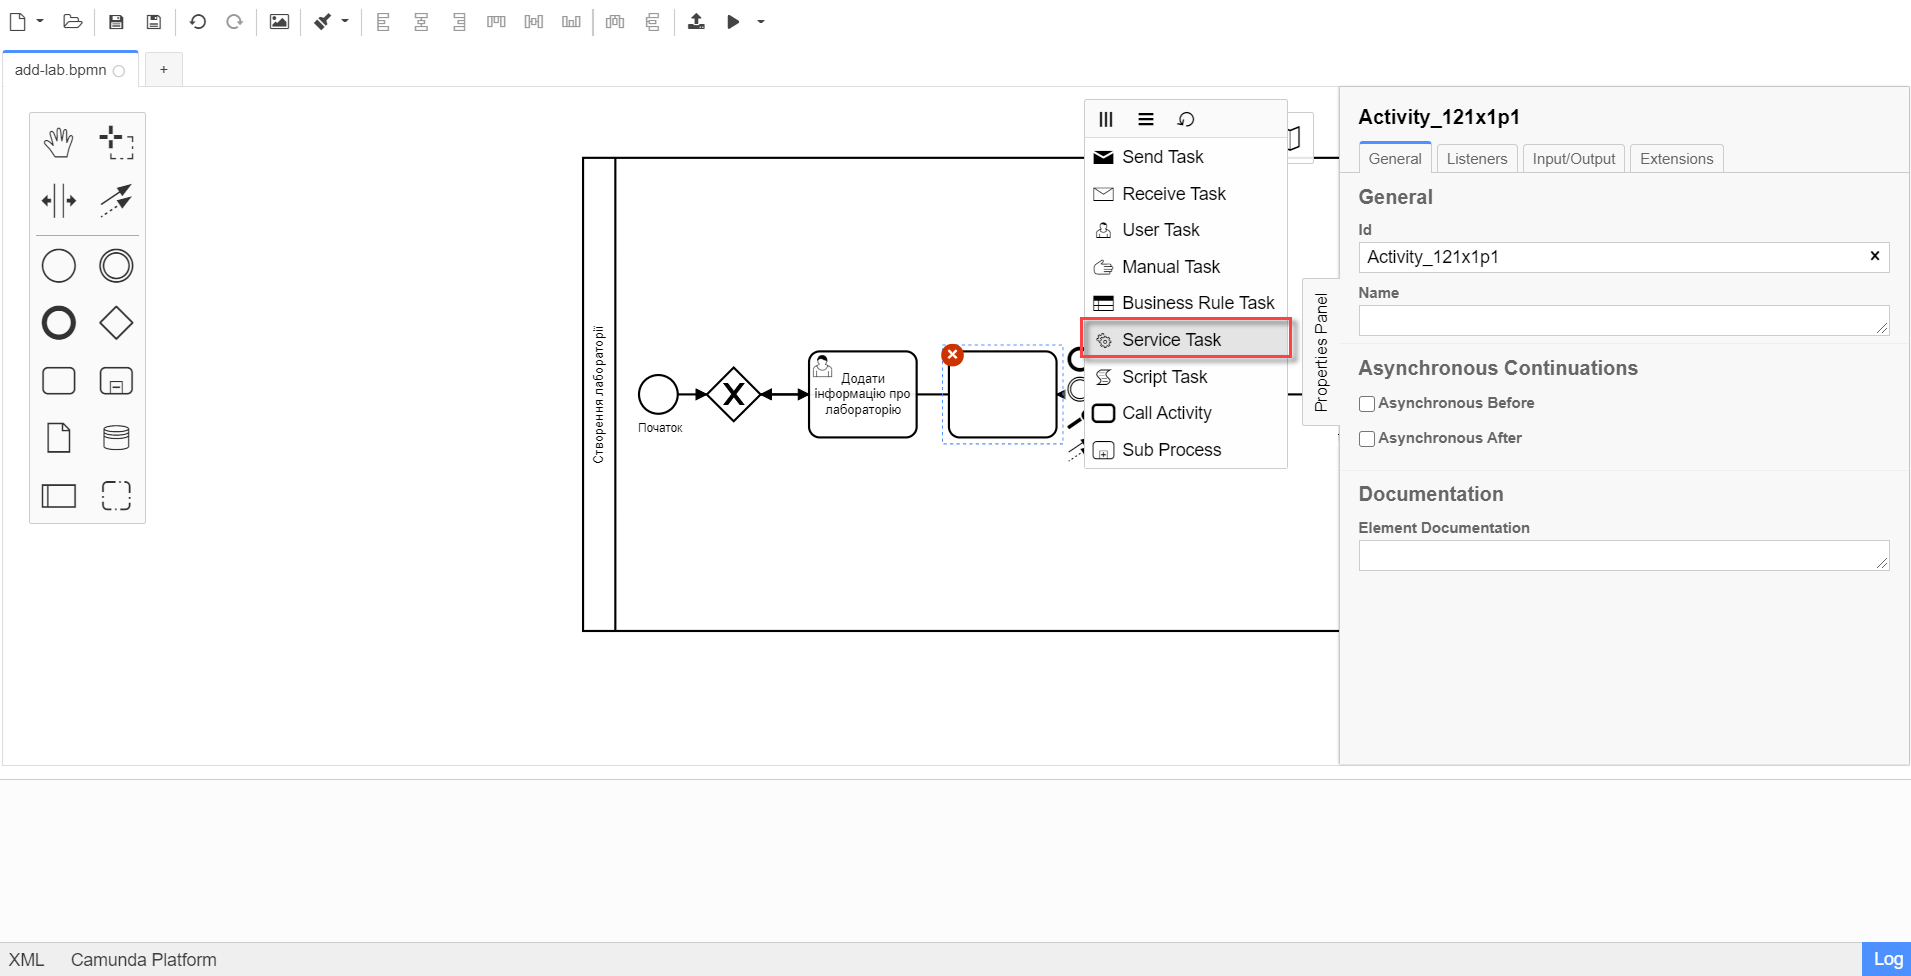 add-lab.bpmn
+
Створення лабораторії
Початок
X
Додати
інформацію про
лабораторію
Send Task
Receive Task
User Task
Manual Task
Business Rule Task
Service Task
Script Task
Call Activity
Sub Process
Properties Panel
Activity_121x1p1
General
Listeners
Input/Output
Extensions
General
Id
Activity_121x1p1
Name
Asynchronous Continuations
Asynchronous Before
Asynchronous After
Documentation
Element Documentation
XML
Camunda Platform
Log